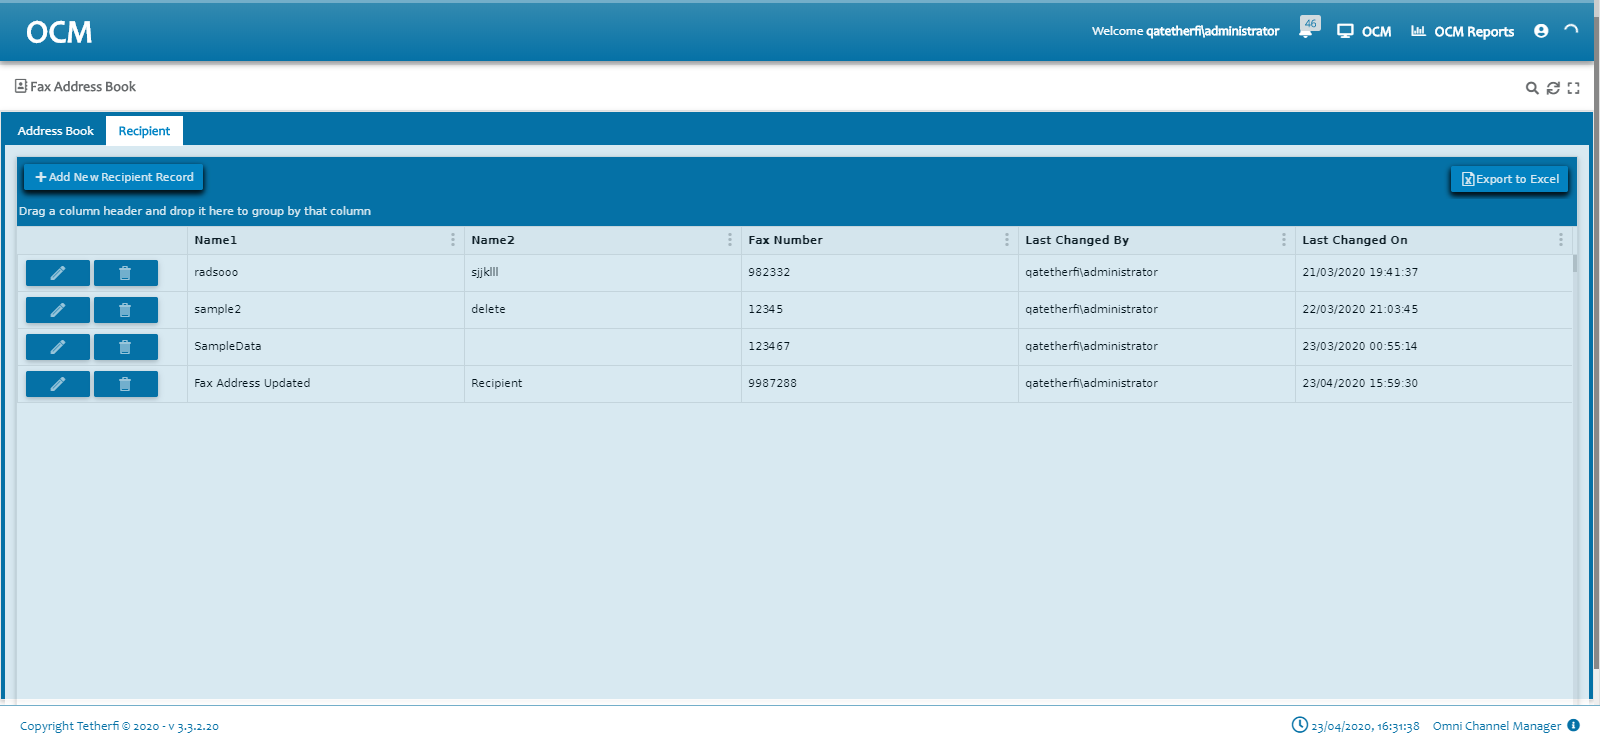 OCM
Welcome qatetherfi\administrator 46 OCM OCM Reports
Fax Address Book
Address Book Recipient
Add New Recipient Record Export to Excel
Drag a column header and drop it here to group by that column
Name1 Name2 Fax Number Last Changed By Last Changed On
radsooo sjjklll 982332 qatetherfi\administrator 21/03/2020 19:41:37
sample2 delete 12345 qatetherfi\administrator 22/03/2020 21:03:45
SampleData 123467 qatetherfi\administrator 23/03/2020 00:55:14
Fax Address Updated Recipient 9987288 qatetherfi\administrator 23/04/2020 15:59:30
Copyright Tetherfi © 2020 - v 3.3.2.20 23/04/2020, 16:31:38 Omni Channel Manager